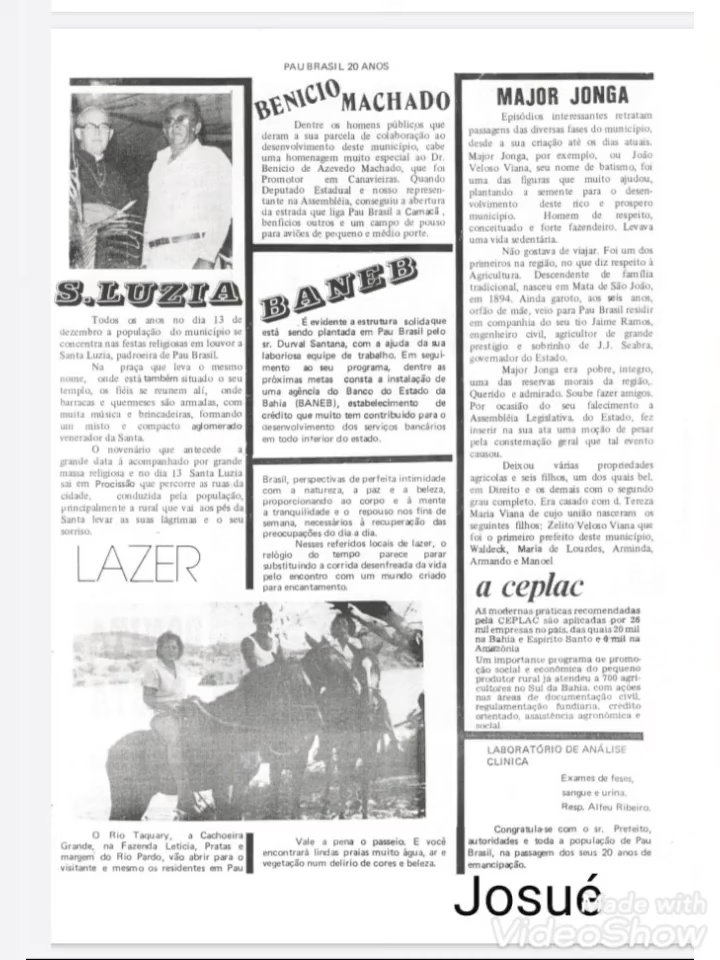 PAU BRASIL 20 ANOS
S.LUZIA
Todos os anos no dia 13 de
dezembro a população do município se
concentra nas festas religiosas em louvor a
Santa Luzia, padroeira de Pau Brasil.
Na praça que leva o mesmo
nome, onde está também situado o seu
templo, os fiéis se reunem alí, onde
barracas e quermeses são armadas, com
muita música e brincadeiras, formando
um misto e compacto aglomerado
venerador da Santa.
O novenário que antecede a
grande data à acompanhado por grande
massa religiosa e no dia 13 Santa Luzia
sai em Procissão que percorre as ruas da
cidade, conduzida pela população,
principalmente a rural que vai aos pés da
Santa levar as suas lágrimas e o seu
sorriso.
LAZER
O Rio Taquary, a Cachoeira
Grande, na Fazenda Letícia, Pratas e
margem do Rio Pardo, vão abrir para o
visitante e mesmo os residentes em Pau
BENICIO MACHADO
Dentre os homens públicos que
deram a sua parcela de colaboração ao
desenvolvimento deste município, cabe
uma homenagem muito especial ao Dr.
Benício de Azevedo Machado, que foi
Promotor em Canavieiras. Quando
Deputado Estadual e nosso represen-
tante na Assembléia, conseguiu a abertura
da estrada que liga Pau Brasil a Camacã,
benfícios outros e um campo de pouso
para aviões de pequeno e médio porte.
BANEB
. É evidente a estrutura solida que
está sendo plantada em Pau Brasil pelo
sr. Durval Santana, com a ajuda da sua
laboriosa equipe de trabalho. Em segui-
mento ao seu programa, dentre as
próximas metas consta a instalação de
uma agência do Banco do Estado da
Bahia (BANEB), estabelecimento de
crédito que muito tem contribuído para o
desenvolvimento dos serviços bancários
em todo interior do estado.
Brasil, perspectivas de perfeita intimidade
com a natureza, a paz e a beleza,
proporcionando ao corpo e à mente
a tranquilidade e o repouso nos fins de
semana, necessários à recuperação das
preocupações do dia a dia.
Nesses referidos locais de lazer, o
relógio do tempo parece parar
substituindo a corrida desenfreada da vida
pelo encontro com um mundo criado
para encantamento.
Vale a pena o passeio. E você
encontrará lindas praias muito água, ar e
vegetação num delírio de cores e beleza.
MAJOR JONGA
Episódios interessantes retratam
passagens das diversas fases do município,
desde a sua criação até os dias atuais.
Major Jonga, por exemplo, ou João
Veloso Viana, seu nome de batismo, foi
uma das figuras que muito ajudou,
plantando a semente para o desen-
volvimento deste rico e prospero
município. Homem de respeito,
conceituado e forte fazendeiro. Levava
uma vida sedentária.
Não gostava de viajar. Foi um dos
primeiros na região, no que diz respeito à
Agricultura. Descendente de família
tradicional, nasceu em Mata de São João,
em 1894. Ainda garoto, aos seis anos,
orfão de mãe, veio para Pau Brasil residir
em companhia do seu tio Jaime Ramos,
engenheiro civil, agricultor de grande
prestígio e sobrinho de J.J. Seabra,
governador do Estado.
Major Jonga era pobre, íntegro,
uma das reservas morais da região,
Querido e admirado. Soube fazer amigos.
Por ocasião do seu falecimento a
Assembléia Legislativa, do Estado, fez
inserir na sua ata uma moção de pesar
pela consternação geral que tal evento
causou.
Deixou várias propriedades
agrícolas e seis filhos, um dos quais bel.
em Direito e os demais com o segundo
grau completo. Era casado com d. Tereza
Maria Viana de cujo união nasceram os
seguintes filhos; Zelito Veloso Viana que
foi o primeiro prefeito deste município,
Waldeck, Maria de Lourdes, Arminda,
Armando e Manoel
a ceplac
As modernas práticas recomendadas
pela CEPLAC são aplicadas por 26
mil empresas no país, das quais 20 mil
na Bahia e Espirito Santo e mil na
Amazônia
Um importante programa ne promo-
ção social e econômica do pequeno
produtor rural já atendeu a 700 agri-
cultores no Sul da Bahia, com ações
nas áreas de documentação civil,
regulamentação fundiaria, credito
orientado, assistência agronômica e
social
LABORATÓRIO DE ANÁLISE
CLINICA
Exames de feses,
sangue e urina.
Resp. Alfeu Ribeiro.
Congratula-se com o sr. Prefeito,
autoridades e toda a população de Pau
Brasil, na passagem dos seus 20 anos de
emancipação.
Josué
Made with
VideoShow